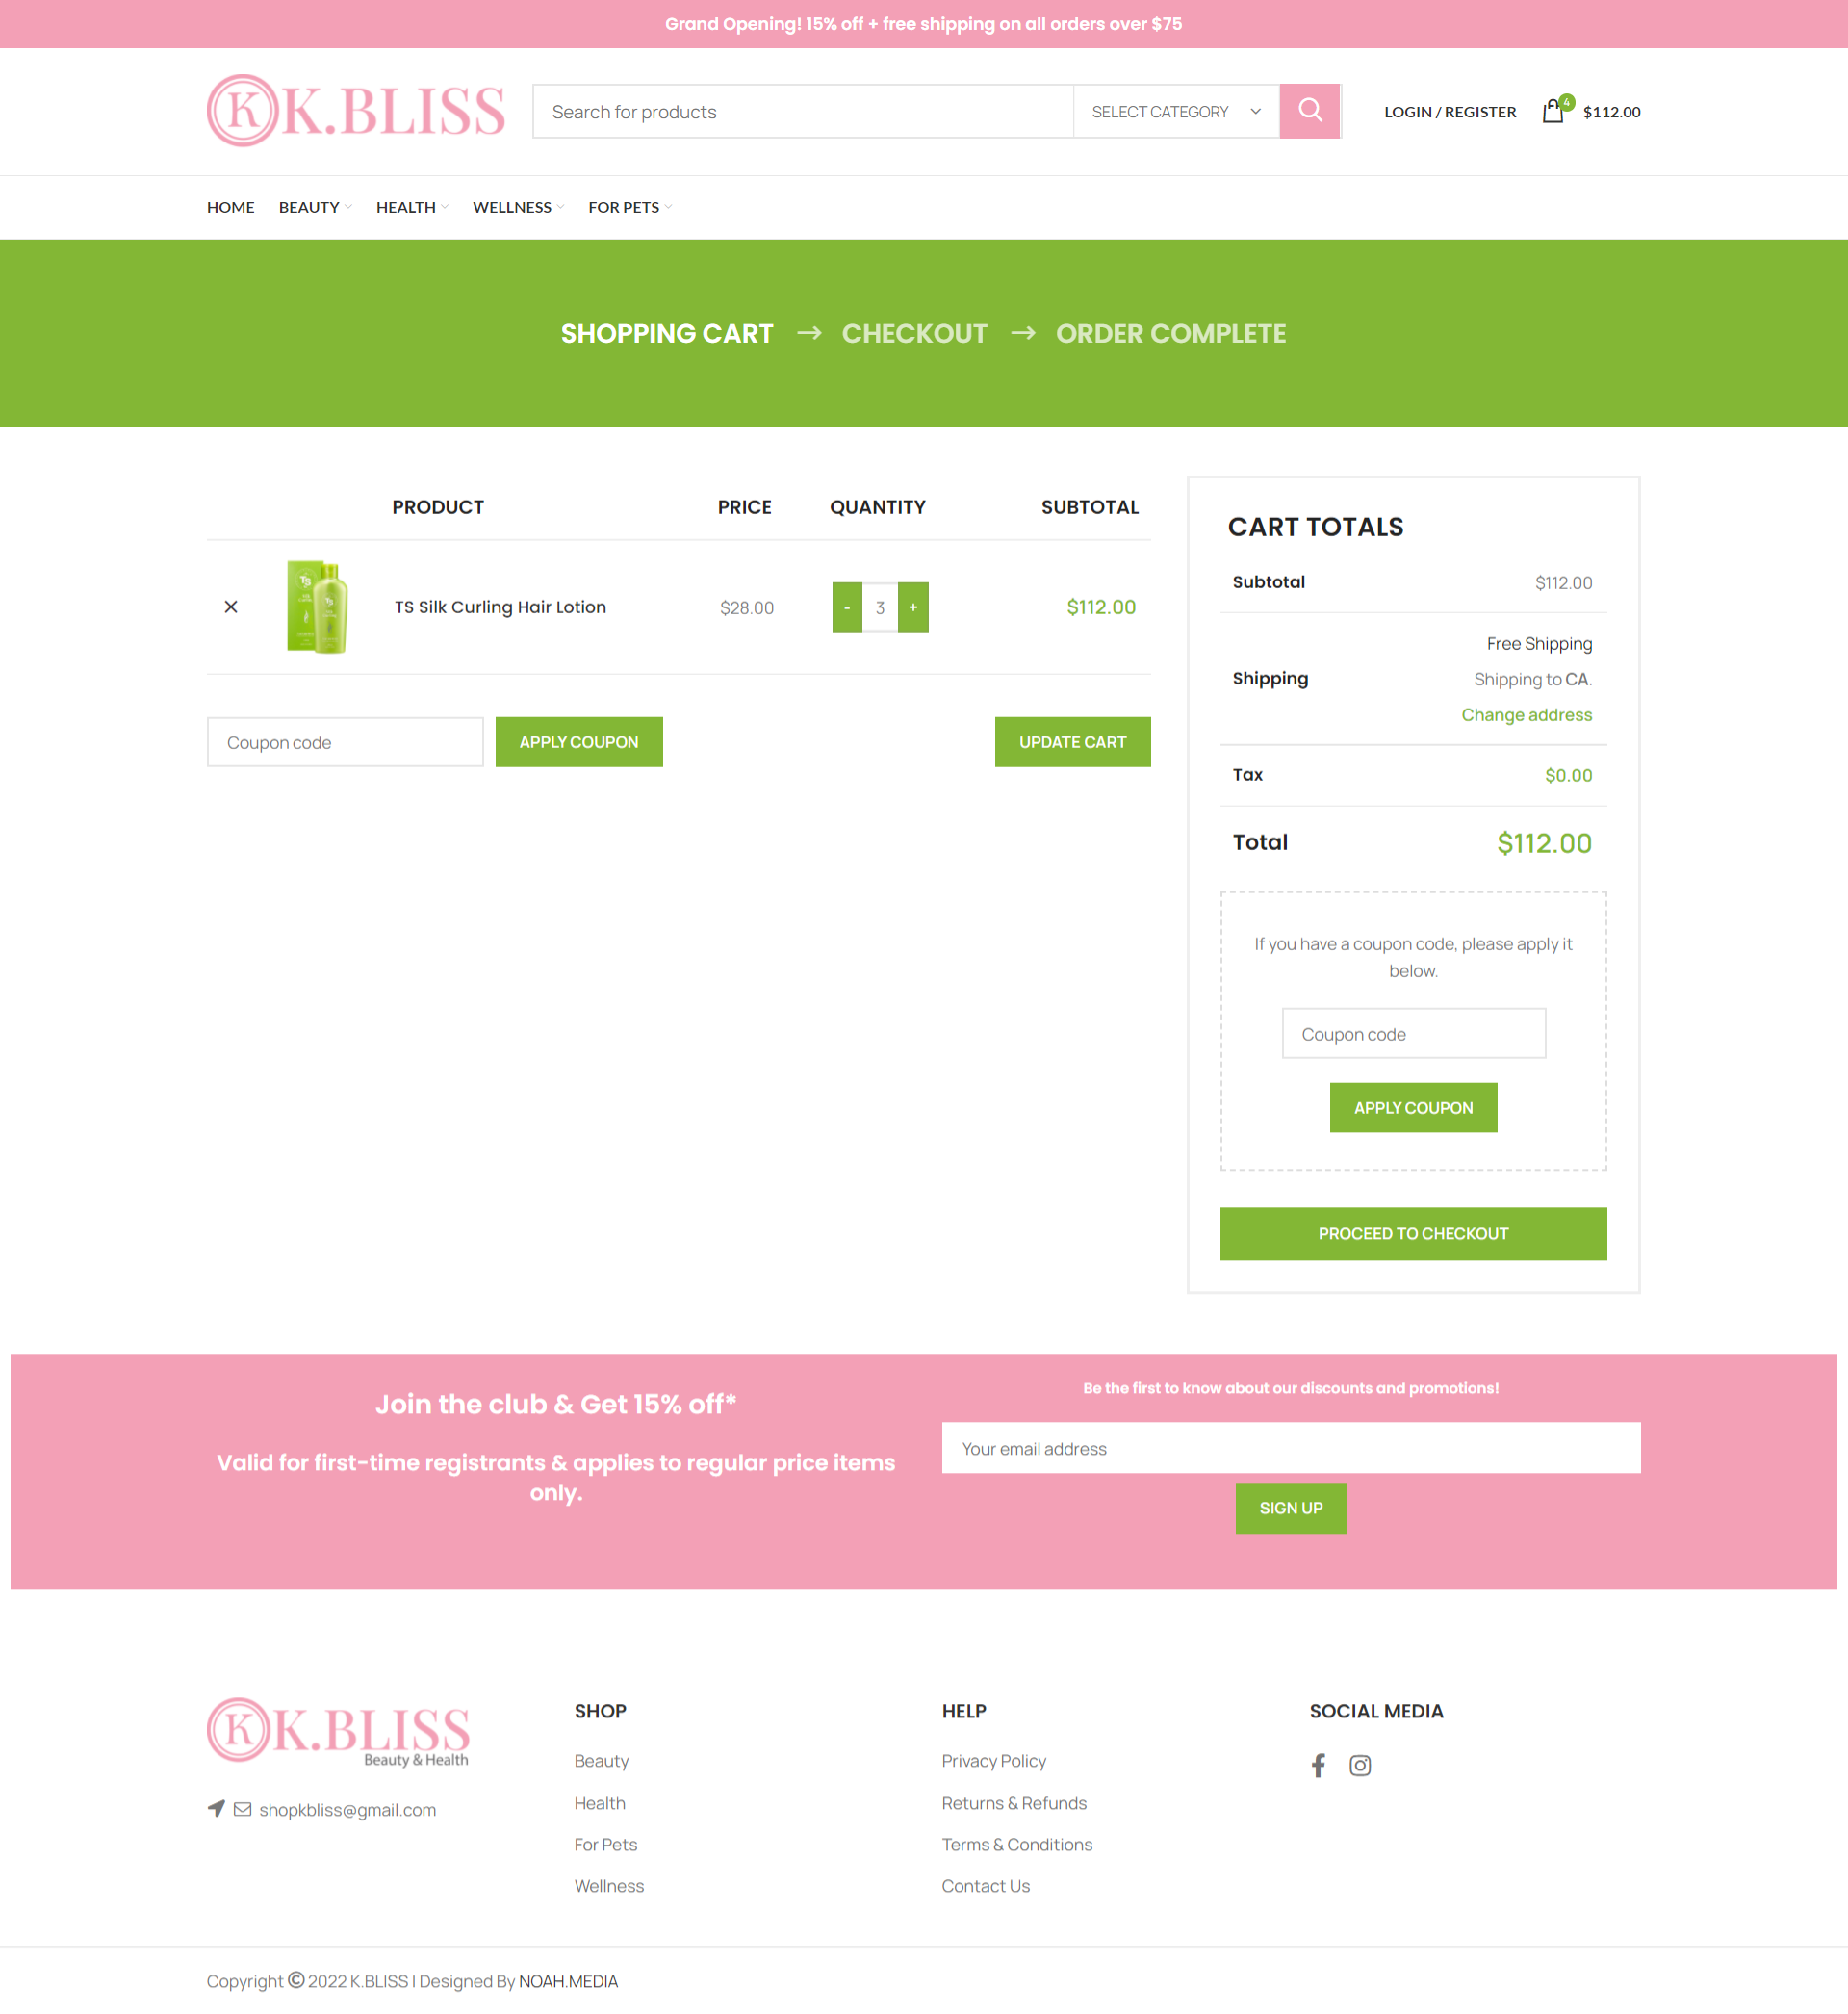 Grand Opening! 15% off + free shipping on all orders over $75
K K.BLISS
Search for products
SELECT CATEGORY
LOGIN / REGISTER
4
$112.00
HOME BEAUTY HEALTH WELLNESS FOR PETS
SHOPPING CART → CHECKOUT → ORDER COMPLETE
PRODUCT PRICE QUANTITY SUBTOTAL
TS
TS
× TS Silk Curling Hair Lotion $28.00 - 3 + $112.00
Coupon code
APPLY COUPON
UPDATE CART
CART TOTALS
Subtotal $112.00
Shipping
Free Shipping
Shipping to CA.
Change address
Tax $0.00
Total $112.00
If you have a coupon code, please apply it
below.
Coupon code
APPLY COUPON
PROCEED TO CHECKOUT
Join the club & Get 15% off*
Valid for first-time registrants & applies to regular price items
only.
Be the first to know about our discounts and promotions!
Your email address
SIGN UP
K K.BLISS
Beauty & Health
shopkbliss@gmail.com
SHOP
Beauty
Health
For Pets
Wellness
HELP
Privacy Policy
Returns & Refunds
Terms & Conditions
Contact Us
SOCIAL MEDIA
Copyright © 2022 K.BLISS | Designed By NOAH.MEDIA